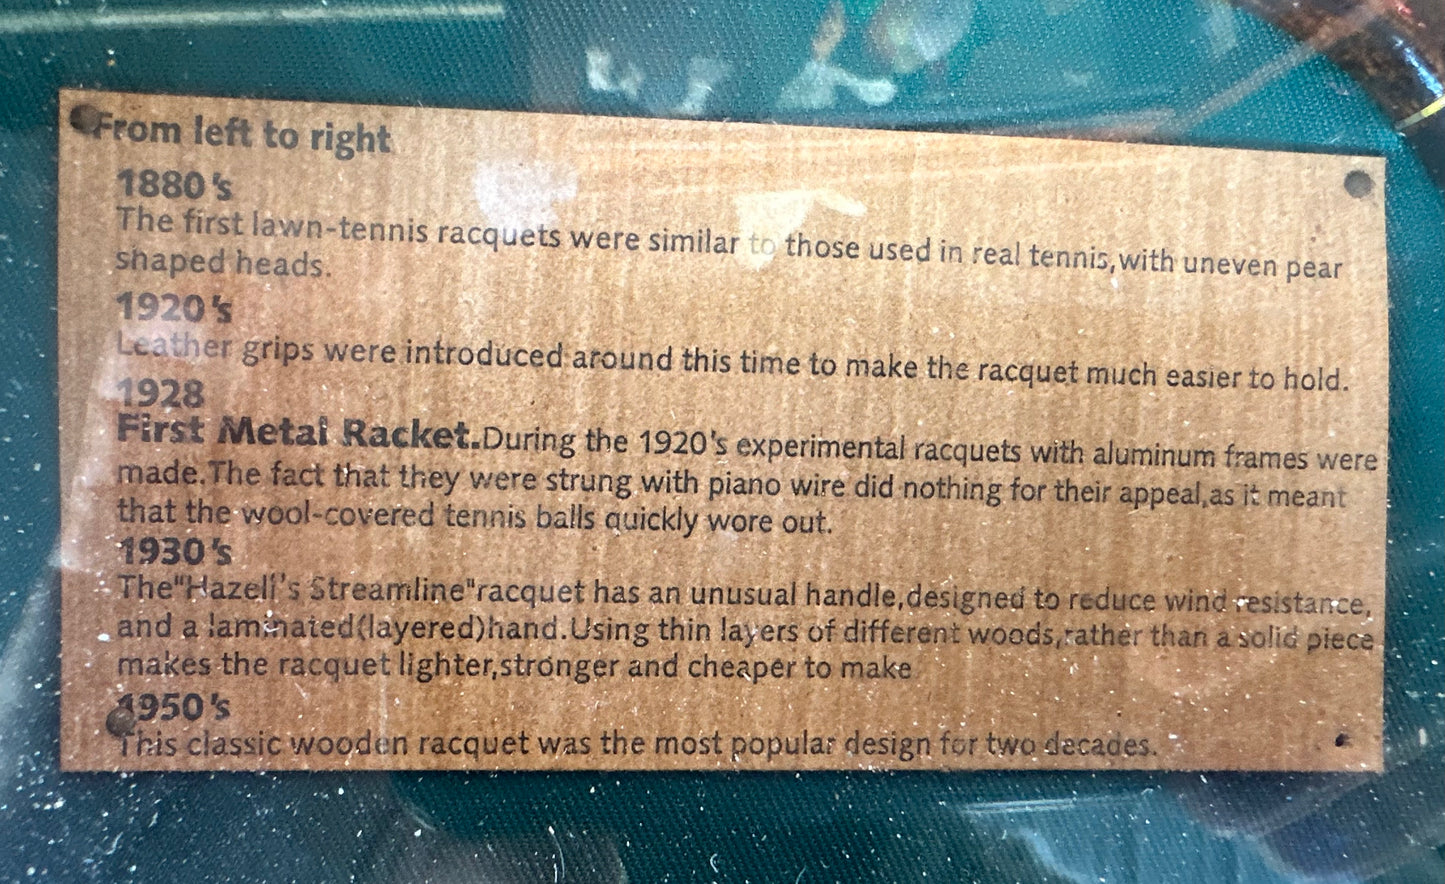 From left to right
1880's
The first lawn-tennis racquets were similar to those used in real tennis,with uneven pear
shaped heads.
1920's
Leather grips were introduced around this time to make the racquet much easier to hold.
1928
First Metal Racket.During the 1920's experimental racquets with aluminum frames were
made.The fact that they were strung with piano wire did nothing for their appeal,as it meant
that the wool-covered tennis balls quickly wore out.
1930's
The"Hazell's Streamline"racquet has an unusual handle,designed to reduce wind resistance,
and a laminated(layered)hand.Using thin layers of different woods,rather than a solid piece
makes the racquet lighter,stronger and cheaper to make
1950's
This classic wooden racquet was the most popular design for two decades.